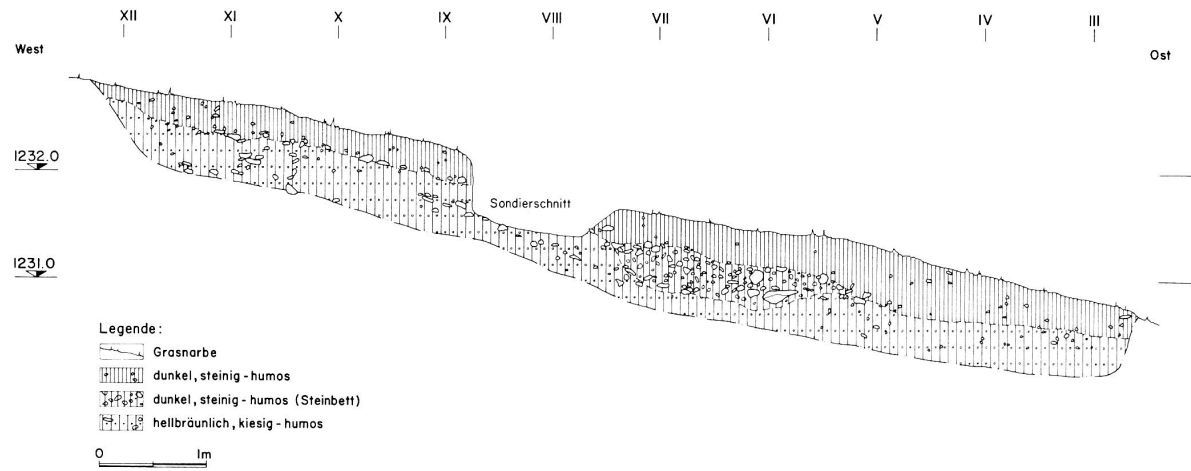 XII XI X IX VIII VII VI V IV III
West
Ost
1232.0
Sondierschnitt
1231.0
Legende:
Grasnarbe
dunkel, steinig-humos
dunkel, steinig-humos (Steinbett)
hellbräunlich, kiesig-humos
0 1m